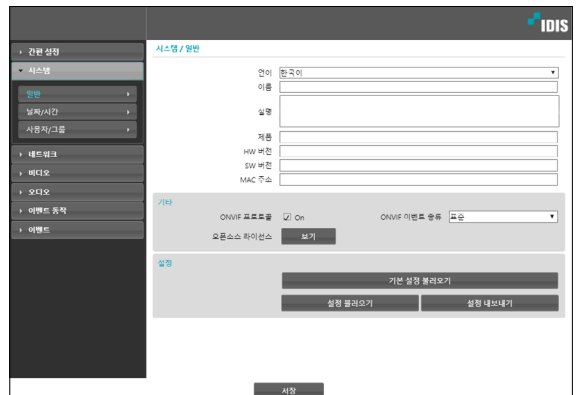 IDIS
간편 설정
시스템
일반
날짜/시간
사용자/그룹
네트워크
비디오
오디오
이벤트 동작
이벤트
시스템 / 일반
언어 한국어
이름
설명
제품
HW 버전
SW 버전
MAC 주소
기타
ONVIF 프로토콜 On ONVIF 이벤트 종류 표준
오픈소스 라이선스 보기
설정
기본 설정 불러오기
설정 불러오기 설정 내보내기
저장